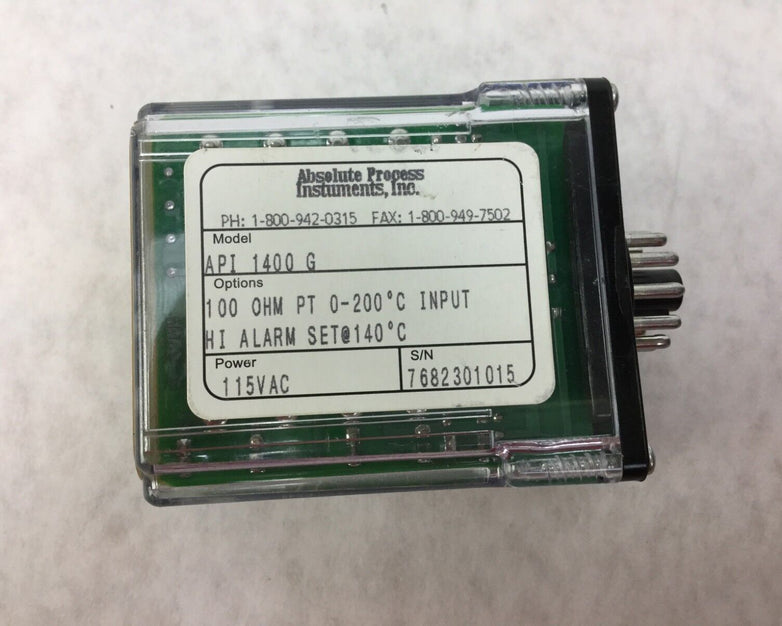 Absolute Process
Instuments, Inc.
PH: 1-800-942-0315 FAX: 1-800-949-7502
Model
API 1400 G
Options
100 OHM PT 0-200°C INPUT
HI ALARM SET@140°C
Power
115VAC
S/N
7682301015